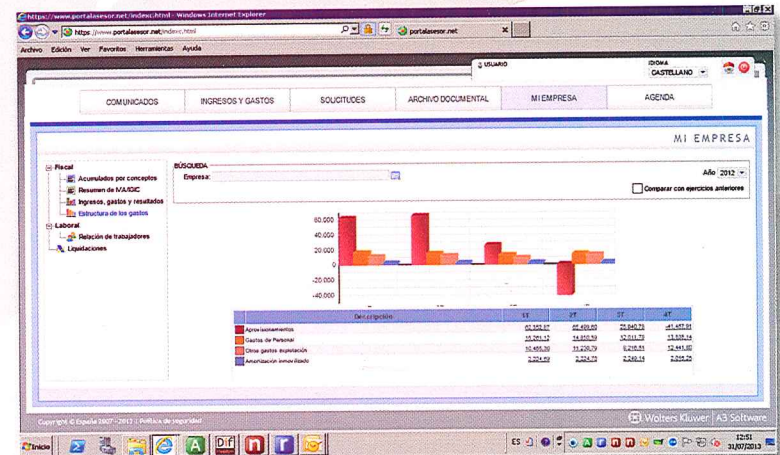 https://www.portalasesor.net/indexc.html - Windows Internet Explorer
https://www.portalasesor.net/indexc.html
portalasesor.net
Archivo Edición Ver Favoritos Herramientas Ayuda
USUARIO
IDIOMA
CASTELLANO
COMUNICADOS
INGRESOS Y GASTOS
SOLICITUDES
ARCHIVO DOCUMENTAL
MI EMPRESA
AGENDA
MI EMPRESA
Fiscal
Acumulados por conceptos
Resumen de IVA/IGIC
Ingresos, gastos y resultados
Estructura de los gastos
Laboral
Relación de trabajadores
Liquidaciones
BÚSQUEDA
Empresa:
Año 2012
Comparar con ejercicios anteriores
60.000
40.000
20.000
0
-20.000
-40.000
Descripción 1T 2T 3T 4T
Aprovisionamientos
Gastos de Personal
Otros gastos explotación
Amortización inmovilizado
Copyright © España 2007 - 2013 | Política de seguridad
Wolters Kluwer | A3 Software
Inicio
A
Dif
n
r
ES
12:51
31/07/2013